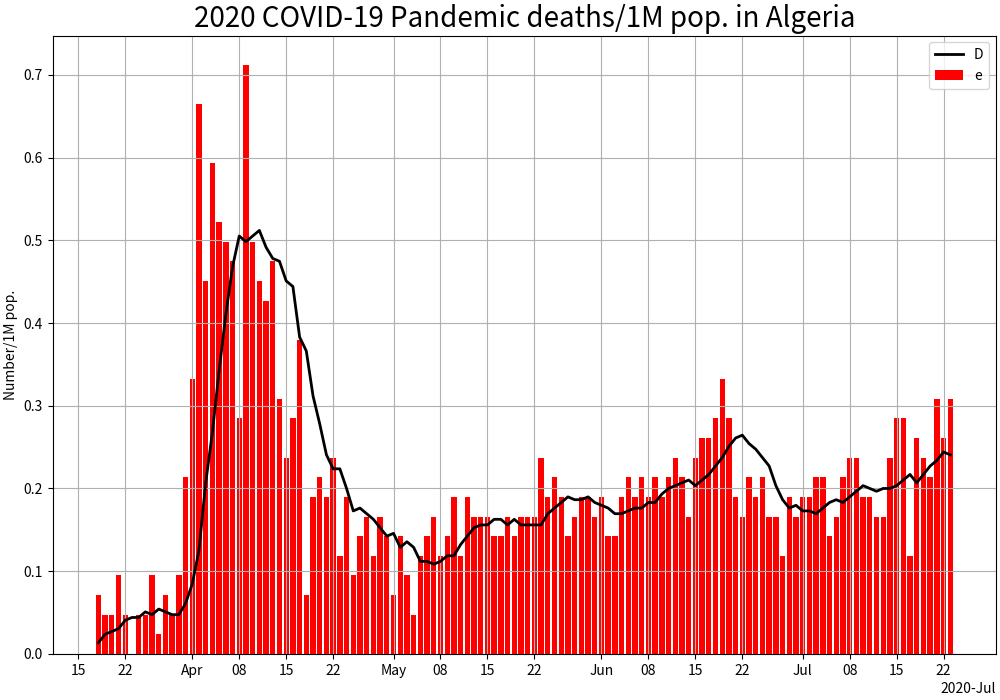 2020 COVID-19 Pandemic deaths/1M pop. in Algeria
D
e
Number/1M pop.
0.7
0.6
0.5
0.4
0.3
0.2
0.1
0.0
15 22 Apr 08 15 22 May 08 15 22 Jun 08 15 22 Jul 08 15 22
2020-Jul